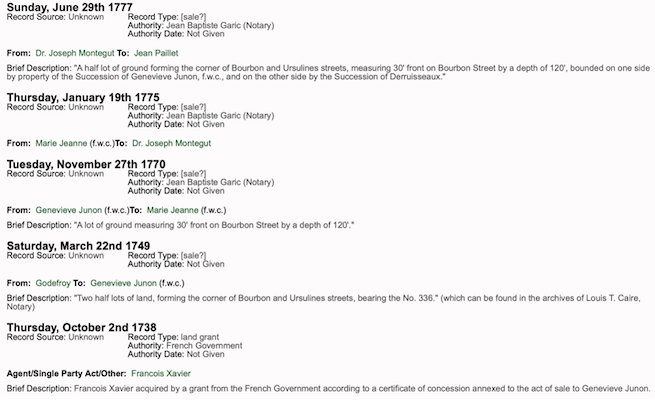 Sunday, June 29th 1777
Record Source: Unknown Record Type: [sale?]
Authority: Jean Baptiste Garic (Notary)
Authority Date: Not Given
From: Dr. Joseph Montegut To: Jean Paillet
Brief Description: "A half lot of ground forming the corner of Bourbon and Ursulines streets, measuring 30' front on Bourbon Street by a depth of 120', bounded on one side
by property of the Succession of Genevieve Junon, f.w.c., and on the other side by the Succession of Derruisseaux."
Thursday, January 19th 1775
Record Source: Unknown Record Type: [sale?]
Authority: Jean Baptiste Garic (Notary)
Authority Date: Not Given
From: Marie Jeanne (f.w.c.)To: Dr. Joseph Montegut
Tuesday, November 27th 1770
Record Source: Unknown Record Type: [sale?]
Authority: Jean Baptiste Garic (Notary)
Authority Date: Not Given
From: Genevieve Junon (f.w.c.)To: Marie Jeanne (f.w.c.)
Brief Description: "A lot of ground measuring 30' front on Bourbon Street by a depth of 120'."
Saturday, March 22nd 1749
Record Source: Unknown Record Type: [sale?]
Authority Date: Not Given
From: Godefroy To: Genevieve Junon (f.w.c.)
Brief Description: "Two half lots of land, forming the corner of Bourbon and Ursulines streets, bearing the No. 336." (which can be found in the archives of Louis T. Caire,
Notary)
Thursday, October 2nd 1738
Record Source: Unknown Record Type: land grant
Authority: French Government
Authority Date: Not Given
Agent/Single Party Act/Other: Francois Xavier
Brief Description: Francois Xavier acquired by a grant from the French Government according to a certificate of concession annexed to the act of sale to Genevieve Junon.